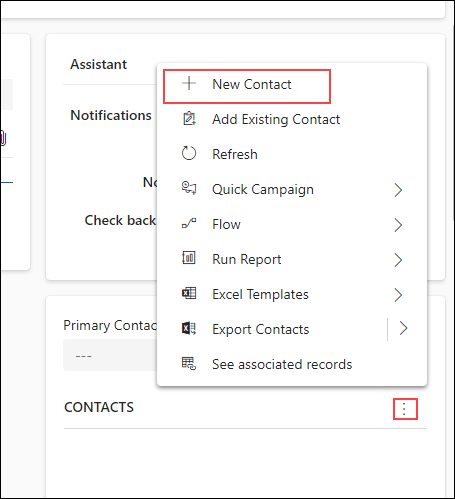 Assistant
New Contact
Notifications
Add Existing Contact
Refresh
No
Quick Campaign
Check back
Flow
Run Report
Excel Templates
Primary Contac
Export Contacts
---
See associated records
CONTACTS